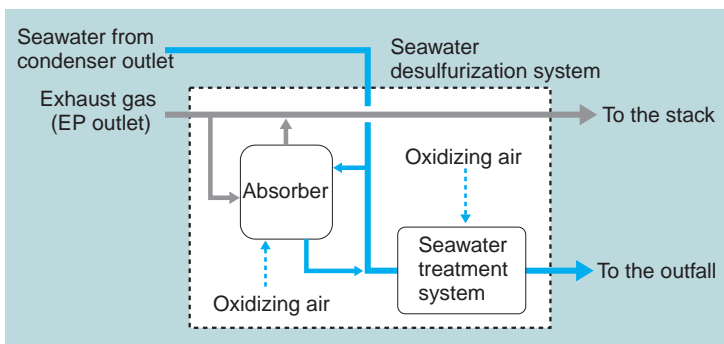 Seawater from
condenser outlet
Seawater
desulfurization system
Exhaust gas
(EP outlet)
To the stack
Oxidizing air
Absorber
Seawater
treatment
system
To the outfall
Oxidizing air